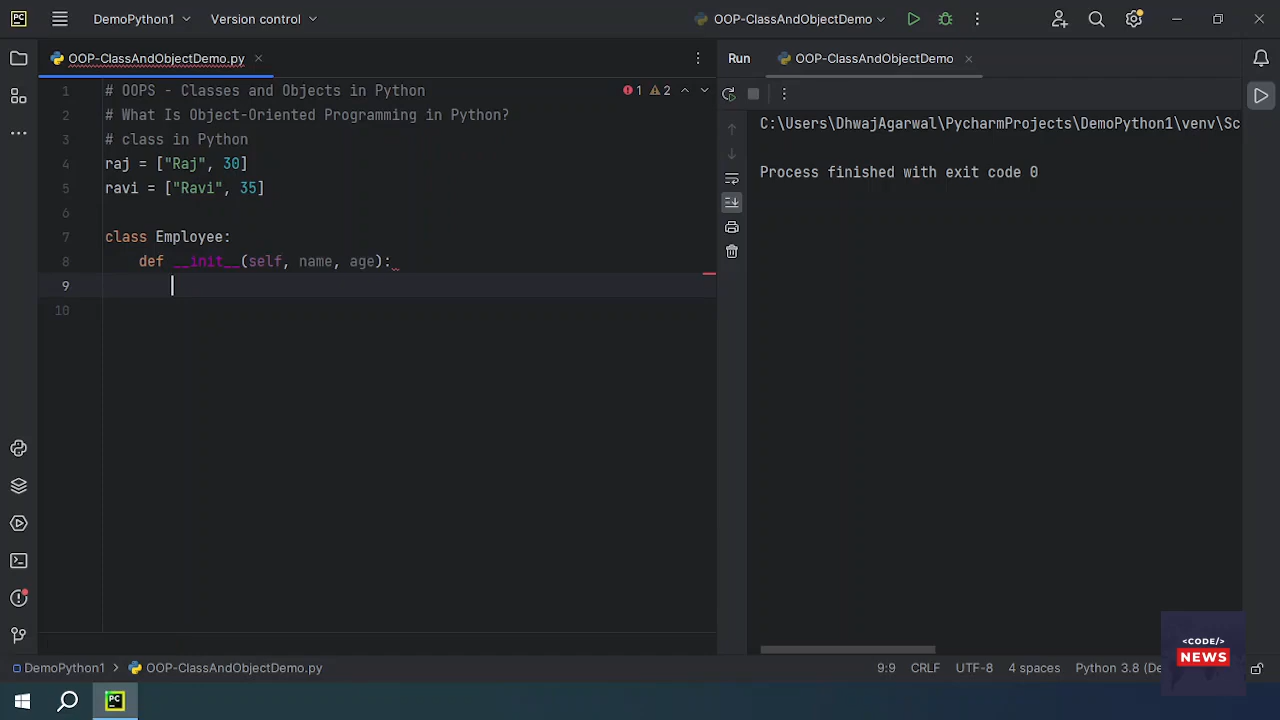 PC
DemoPython1
Version control
OOP-ClassAndObjectDemo
OOP-ClassAndObjectDemo.py
Run
OOP-ClassAndObjectDemo
1 # OOPS - Classes and Objects in Python
2 # What Is Object-Oriented Programming in Python?
3 # class in Python
4 raj = ["Raj", 30]
5 ravi = ["Ravi", 35]
6
7 class Employee:
8 def __init__(self, name, age):
9
10
1 2
C:\Users\DhwajAgarwal\PycharmProjects\DemoPython1\venv\Sc
Process finished with exit code 0
<CODE/>
NEWS
DemoPython1 > OOP-ClassAndObjectDemo.py
9:9 CRLF UTF-8 4 spaces Python 3.8 (De
PC